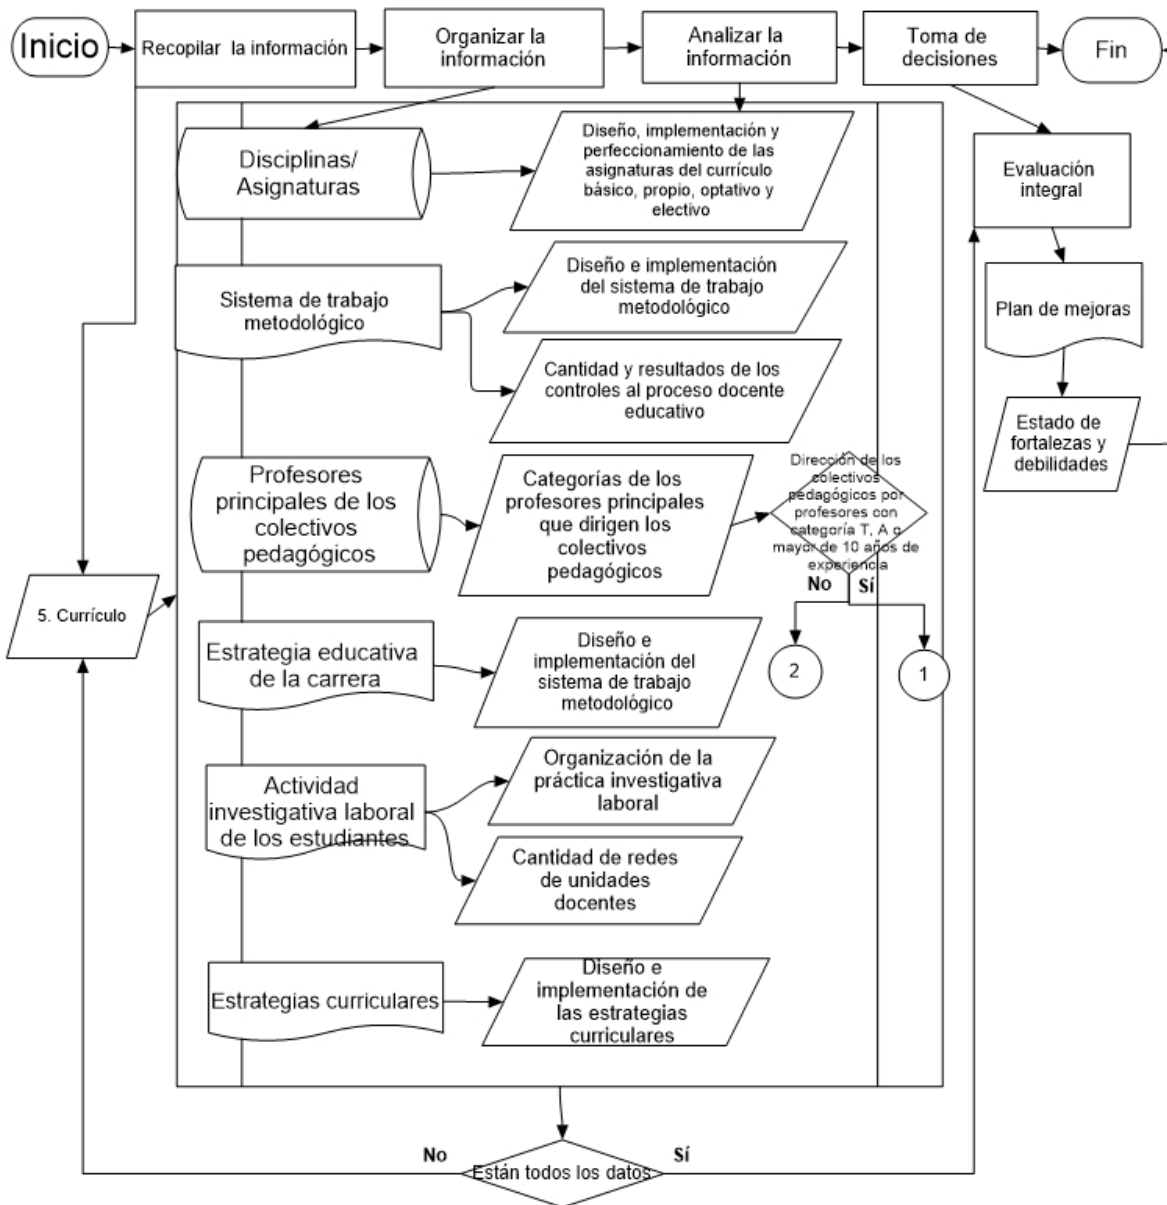 Inicio
Recopilar la información
Organizar la
información
Analizar la
información
Toma de
decisiones
Fin
Disciplinas/
Asignaturas
Diseño, implementación y
perfeccionamiento de las
asignaturas del currículo
básico, propio, optativo y
electivo
Evaluación
integral
Sistema de trabajo
metodológico
Diseño e implementación
del sistema de trabajo
metodológico
Plan de mejoras
Cantidad y resultados de los
controles al proceso docente
educativo
Estado de
fortalezas y
debilidades
Profesores
principales de los
colectivos
pedagógicos
Categorías de los
profesores principales
que dirigen los
colectivos
pedagógicos
Dirección de los
colectivos
pedagógicos por
profesores con
categoría T, A o
mayor de 10 años de
experiencia
No
Sí
2
1
5. Currículo
Estrategia educativa
de la carrera
Diseño e
implementación del
sistema de trabajo
metodológico
Actividad
investigativa laboral
de los estudiantes
Organización de la
práctica investigativa
laboral
Cantidad de redes
de unidades
docentes
Estrategias curriculares
Diseño e
implementación de
las estrategias
curriculares
No
Están todos los datos
Sí